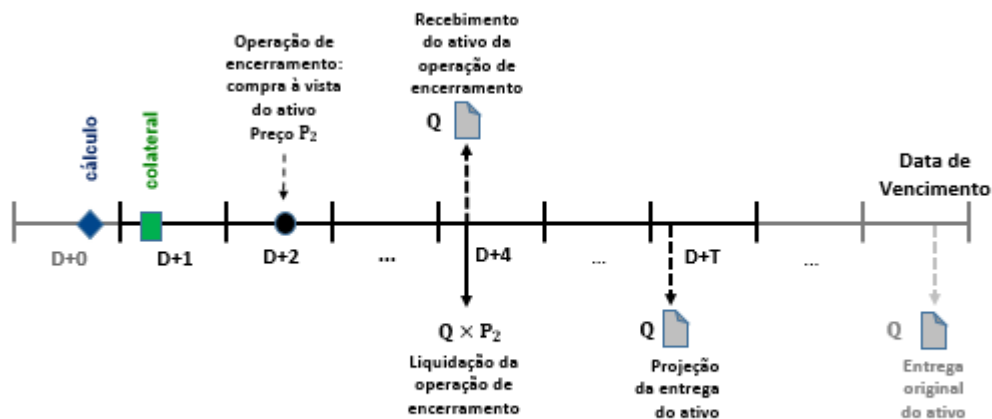 Operação de
encerramento:
compra à vista
do ativo
Preço P₂
Recebimento
do ativo da
operação de
encerramento
Q
cálculo
colateral
Data de
Vencimento
D+0
D+1
D+2
...
D+4
...
D+T
...
Q × P₂
Liquidação da
operação de
encerramento
Q
Projeção
da entrega
do ativo
Q
Entrega
original
do ativo